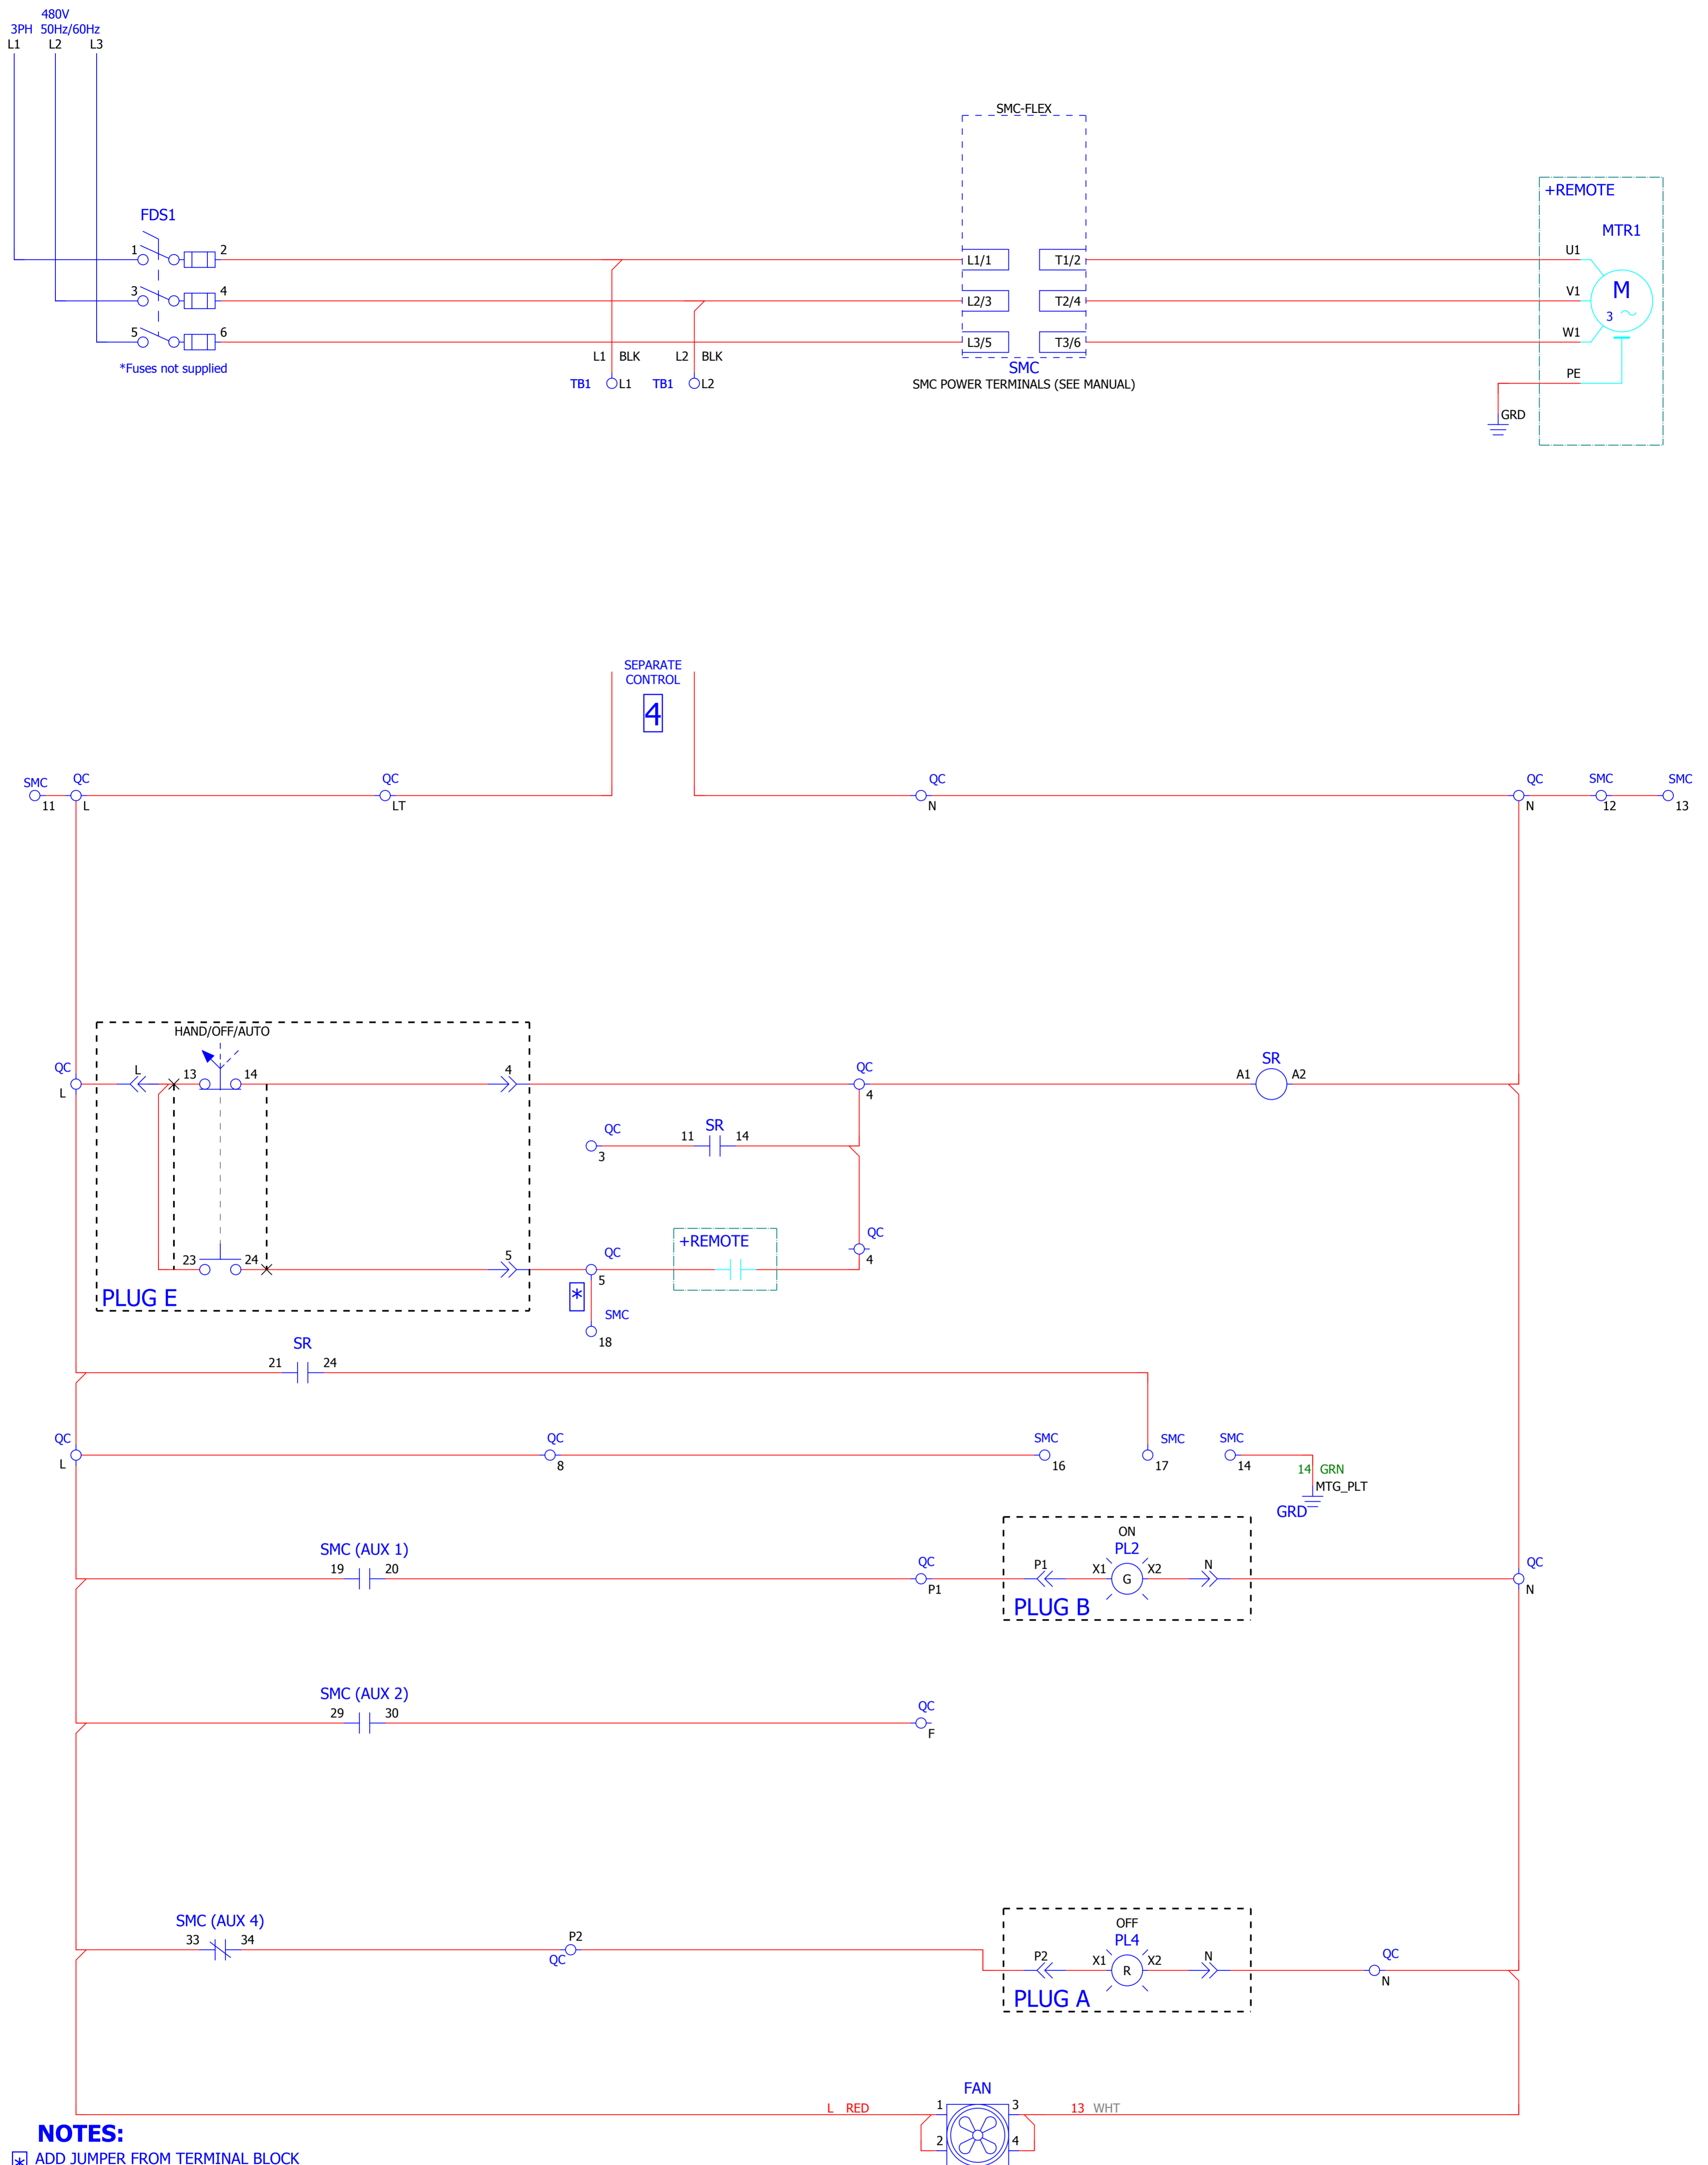 480V
3PH 50Hz/60Hz
L1 L2 L3
SMC-FLEX
+REMOTE
FDS1
MTR1
1 2 L1/1 T1/2 U1
3 4 L2/3 T2/4 V1 M
3
5 6 L3/5 T3/6 W1
*Fuses not supplied
L1 BLK L2 BLK
SMC
TB1 L1 TB1 L2
SMC POWER TERMINALS (SEE MANUAL)
PE
GRD
SEPARATE
CONTROL
4
SMC QC QC QC QC SMC SMC
11 L LT N N 12 13
HAND/OFF/AUTO
QC L 13 14 4 QC SR
L 4 A1 A2
QC 11 SR 14
3
+REMOTE QC
4
23 24 5 QC
5
PLUG E
*
SMC
18
SR
21 24
QC QC SMC SMC SMC
L 8 16 17 14
14 GRN
MTG_PLT
GRD
ON
SMC (AUX 1) PL2
19 20 QC P1 X1 G X2 N QC
P1 N
PLUG B
SMC (AUX 2)
29 30 QC
F
SMC (AUX 4) OFF
33 34 P2 PL4
QC P2 X1 R X2 N QC
N
PLUG A
FAN
L RED 1 3 13 WHT
2 4
NOTES:
* ADD JUMPER FROM TERMINAL BLOCK